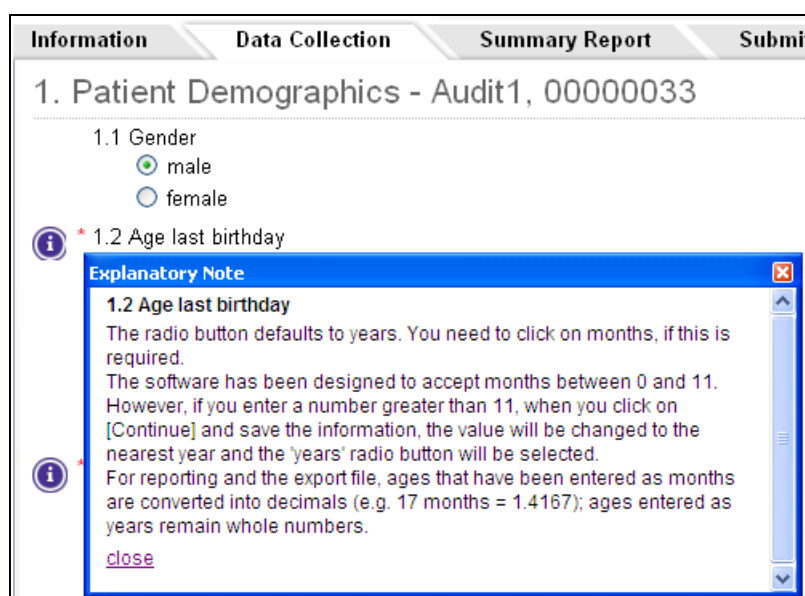 Information Data Collection Summary Report Submi
1. Patient Demographics - Audit1, 00000033
1.1 Gender
male
female
* 1.2 Age last birthday
Explanatory Note
1.2 Age last birthday
The radio button defaults to years. You need to click on months, if this is
required.
The software has been designed to accept months between 0 and 11.
However, if you enter a number greater than 11, when you click on
[Continue] and save the information, the value will be changed to the
nearest year and the 'years' radio button will be selected.
For reporting and the export file, ages that have been entered as months
are converted into decimals (e.g. 17 months = 1.4167); ages entered as
years remain whole numbers.
close